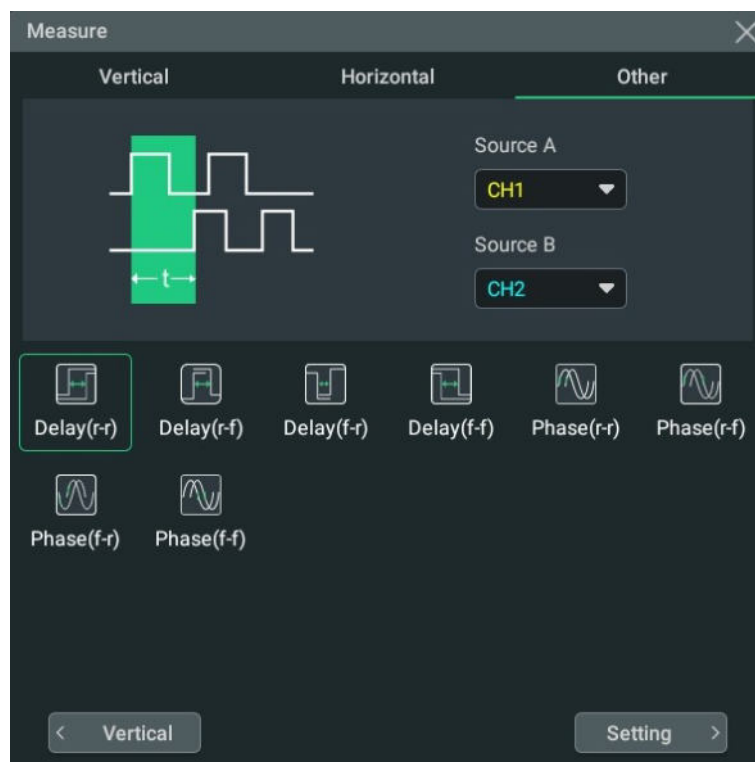 Measure
Vertical Horizontal Other
Source A
CH1
Source B
CH2
t
Delay(r-r) Delay(r-f) Delay(f-r) Delay(f-f) Phase(r-r) Phase(r-f)
Phase(f-r) Phase(f-f)
Vertical Setting